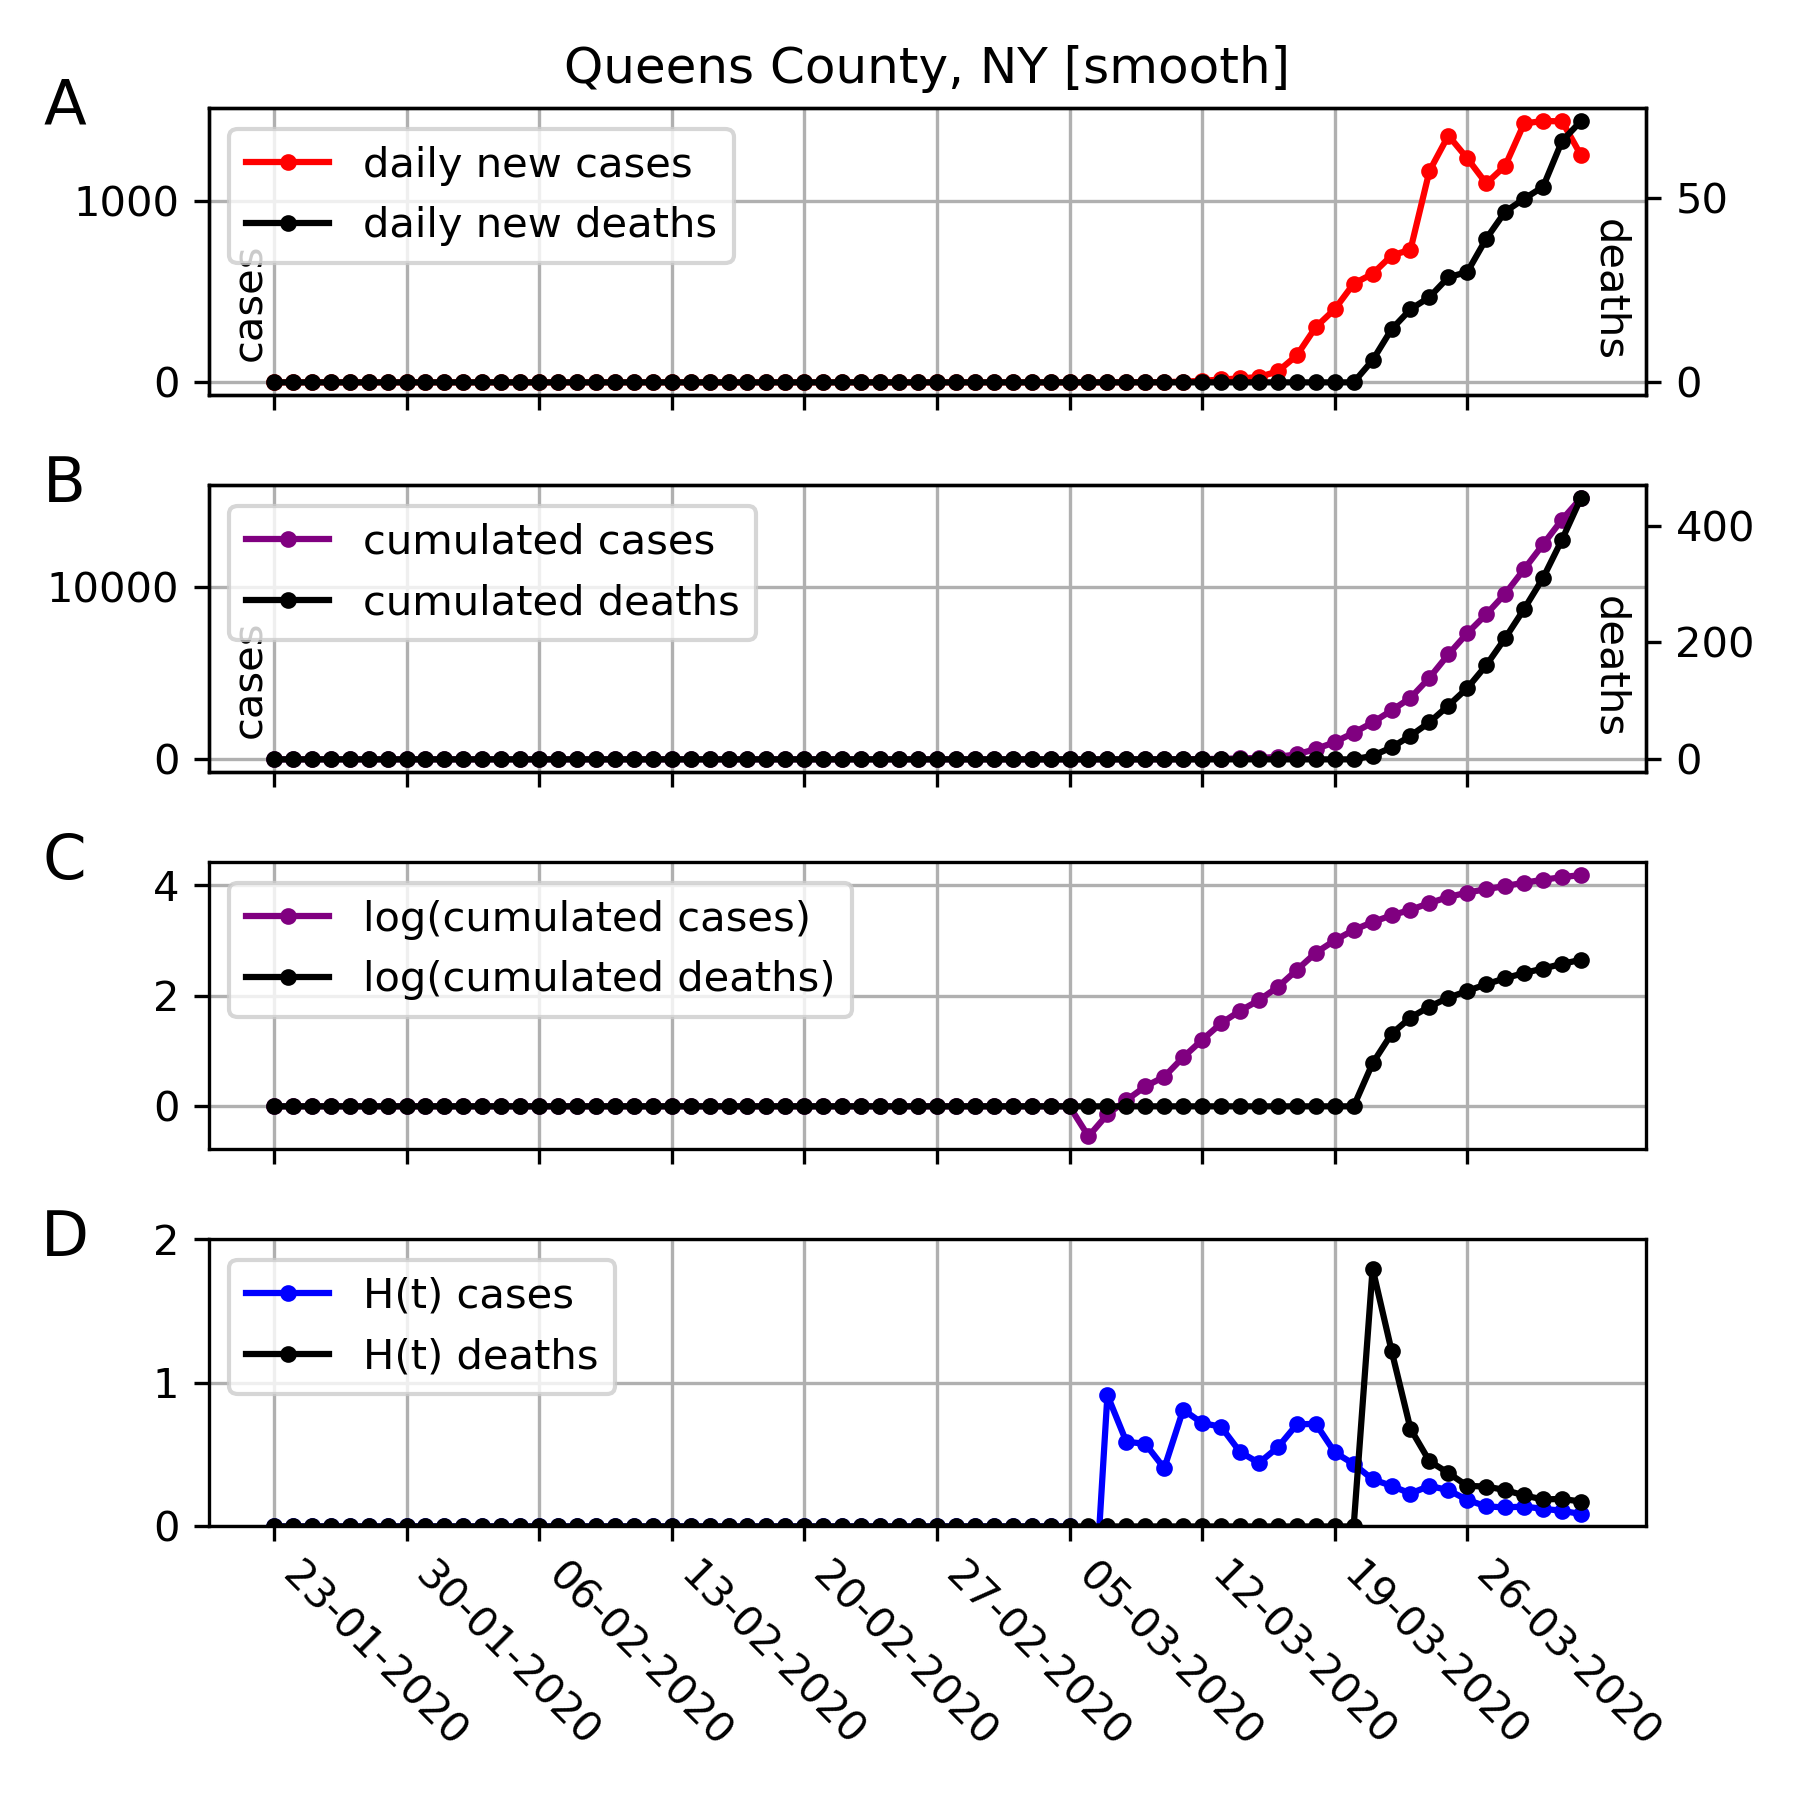 Queens County, NY [smooth]
A
daily new cases
daily new deaths
1000
0
cases
50
0
deaths
B
cumulated cases
cumulated deaths
10000
0
cases
400
200
0
deaths
C
log(cumulated cases)
log(cumulated deaths)
4
2
0
D
H(t) cases
H(t) deaths
2
1
0
23-01-2020
30-01-2020
06-02-2020
13-02-2020
20-02-2020
27-02-2020
05-03-2020
12-03-2020
19-03-2020
26-03-2020